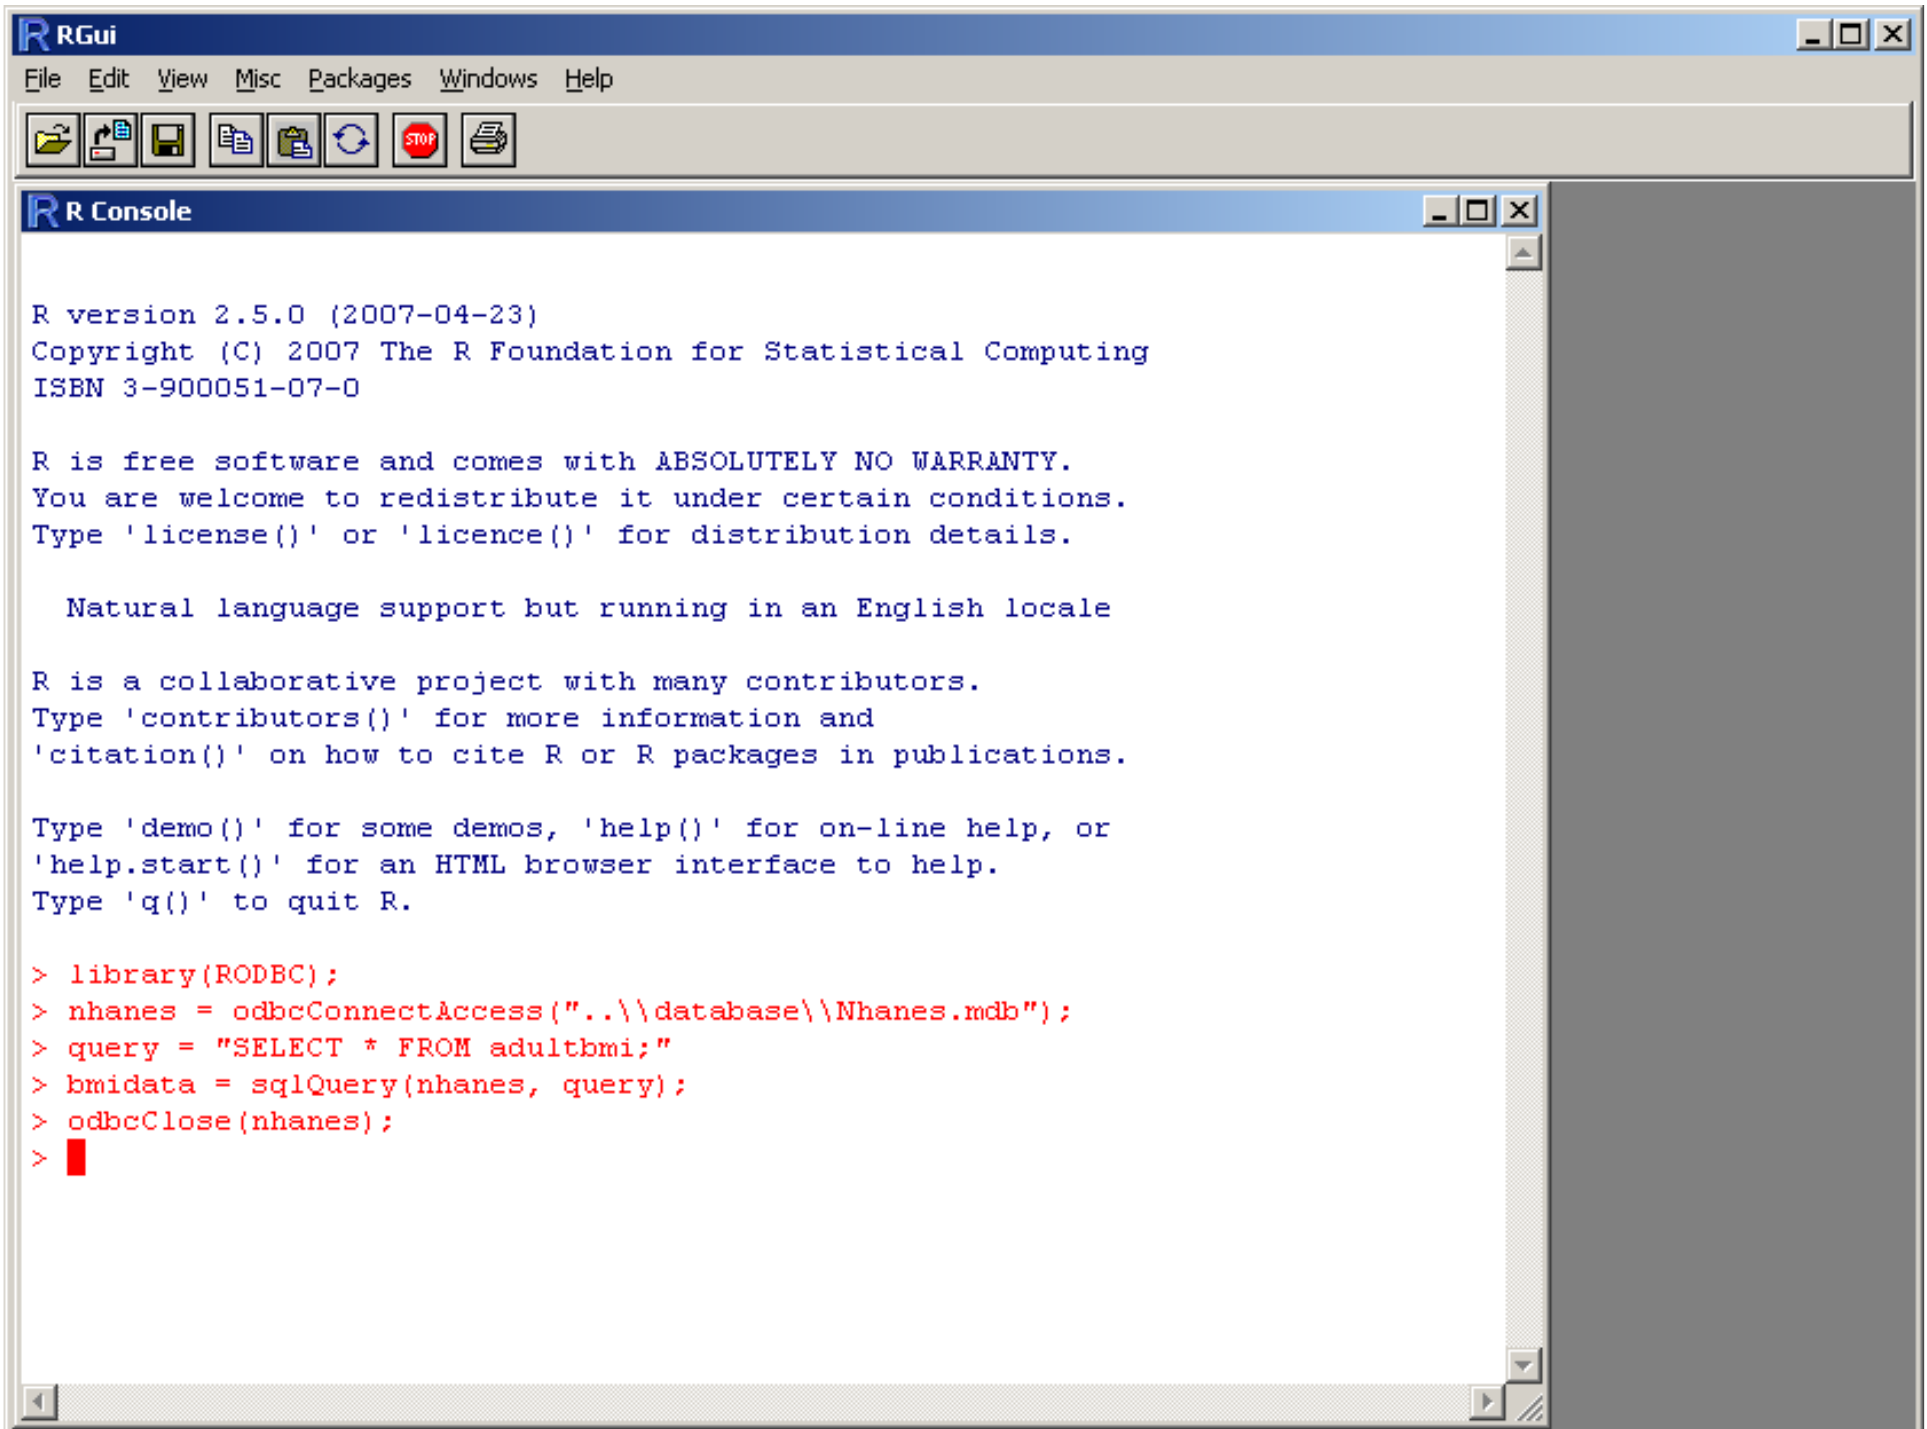 RGui
File Edit View Misc Packages Windows Help
STOP
R Console
R version 2.5.0 (2007-04-23)
Copyright (C) 2007 The R Foundation for Statistical Computing
ISBN 3-900051-07-0
R is free software and comes with ABSOLUTELY NO WARRANTY.
You are welcome to redistribute it under certain conditions.
Type 'license()' or 'licence()' for distribution details.
Natural language support but running in an English locale
R is a collaborative project with many contributors.
Type 'contributors()' for more information and
'citation()' on how to cite R or R packages in publications.
Type 'demo()' for some demos, 'help()' for on-line help, or
'help.start()' for an HTML browser interface to help.
Type 'q()' to quit R.
> library(RODBC);
> nhanes = odbcConnectAccess("..\\database\\Nhanes.mdb");
> query = "SELECT * FROM adultbmi;"
> bmidata = sqlQuery(nhanes, query);
> odbcClose(nhanes);
>